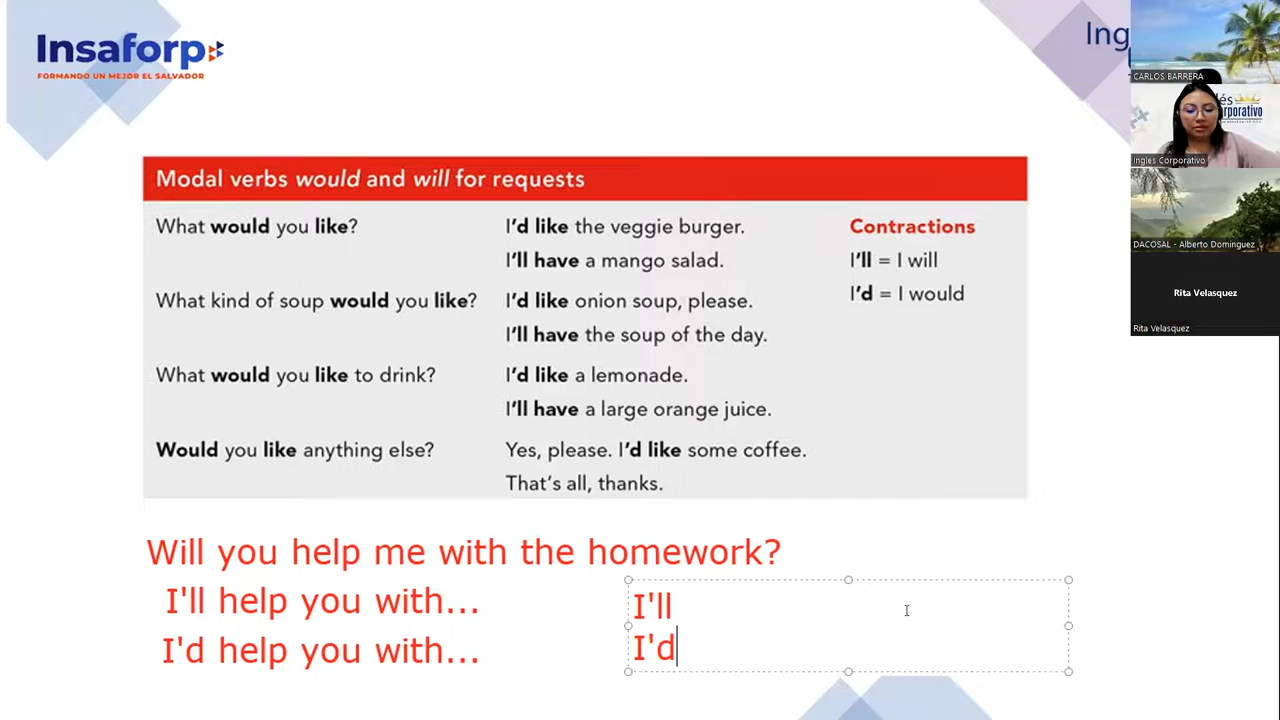 Insaforp
FORMANDO UN MEJOR EL SALVADOR
Ing
Modal verbs would and will for requests
What would you like?
I'd like the veggie burger.
I'll have a mango salad.
What kind of soup would you like?
I'd like onion soup, please.
I'll have the soup of the day.
What would you like to drink?
I'd like a lemonade.
I'll have a large orange juice.
Would you like anything else?
Yes, please. I'd like some coffee.
That's all, thanks.
Contractions
I'll = I will
I'd = I would
Will you help me with the homework?
I'll help you with...
I'd help you with...
I'll
I'd
CARLOS BARRERA
Ingles Corporativo
DACOSAL - Alberto Dominguez
Rita Velasquez
Rita Velasquez